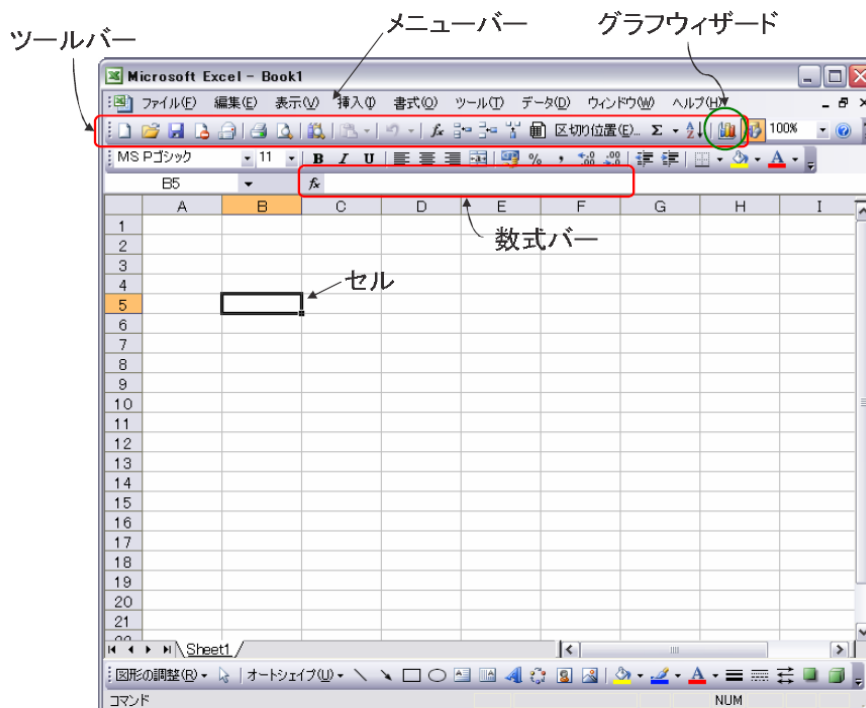 メニューバー
グラフウィザード
ツールバー
Microsoft Excel - Book1
ファイル(F) 編集(E) 表示(V) 挿入(I) 書式(O) ツール(T) データ(D) ウィンドウ(W) ヘルプ(H)
fx 区切り位置(E)... Σ 100%
MS Pゴシック 11 B I U % , A
B5 fx
A B C D E F G H I
1
2
数式バー
3
4
セル
5
6
7
8
9
10
11
12
13
14
15
16
17
18
19
20
21
Sheet1
図形の調整(R) オートシェイプ(U) A
コマンド NUM